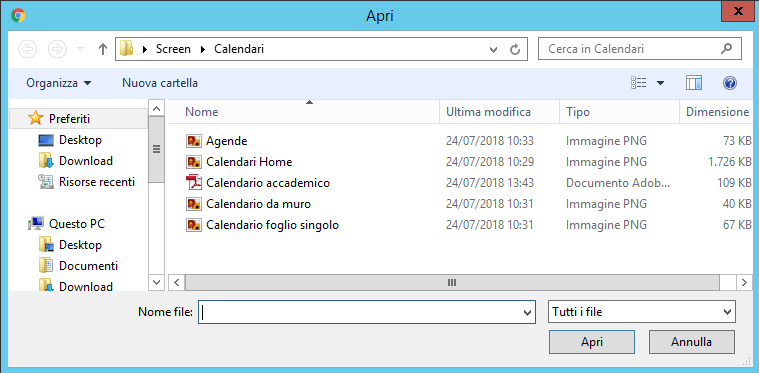 Apri
Screen Calendari
Cerca in Calendari
Organizza Nuova cartella
Preferiti
Desktop
Download
Risorse recenti
Questo PC
Desktop
Documenti
Download
Nome Ultima modifica Tipo Dimensione
Agende 24/07/2018 10:33 Immagine PNG 73 KB
Calendari Home 24/07/2018 10:29 Immagine PNG 1.726 KB
Calendario accademico 24/07/2018 13:43 Documento Adob... 109 KB
Calendario da muro 24/07/2018 10:31 Immagine PNG 40 KB
Calendario foglio singolo 24/07/2018 10:31 Immagine PNG 67 KB
Nome file:
Tutti i file
Apri Annulla